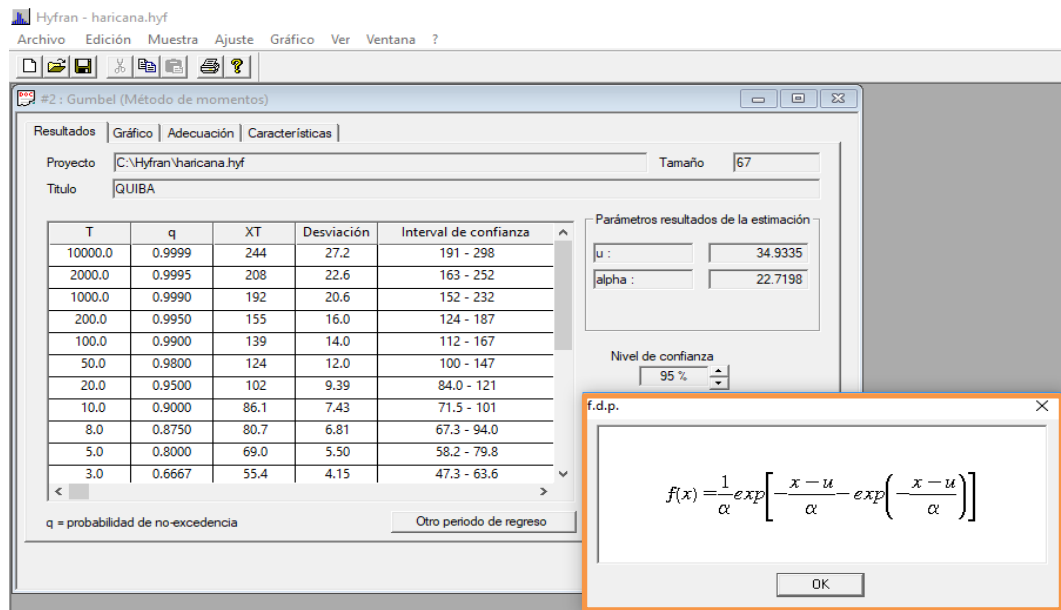 Hyfran - haricana.hyf
Archivo Edición Muestra Ajuste Gráfico Ver Ventana ?
#2 : Gumbel (Método de momentos)
Resultados Gráfico Adecuación Características
Proyecto C:\Hyfran\haricana.hyf Tamaño 67
Titulo QUIBA
T q XT Desviación Interval de confianza
10000.0 0.9999 244 27.2 191 - 298
2000.0 0.9995 208 22.6 163 - 252
1000.0 0.9990 192 20.6 152 - 232
200.0 0.9950 155 16.0 124 - 187
100.0 0.9900 139 14.0 112 - 167
50.0 0.9800 124 12.0 100 - 147
20.0 0.9500 102 9.39 84.0 - 121
10.0 0.9000 86.1 7.43 71.5 - 101
8.0 0.8750 80.7 6.81 67.3 - 94.0
5.0 0.8000 69.0 5.50 58.2 - 79.8
3.0 0.6667 55.4 4.15 47.3 - 63.6
q = probabilidad de no-excedencia
Otro periodo de regreso
Parámetros resultados de la estimación
u : 34.9335
alpha : 22.7198
Nivel de confianza
95 %
f.d.p.
f(x) = 1/α exp[ - x − u/α - exp( - x − u/α ) ]
OK